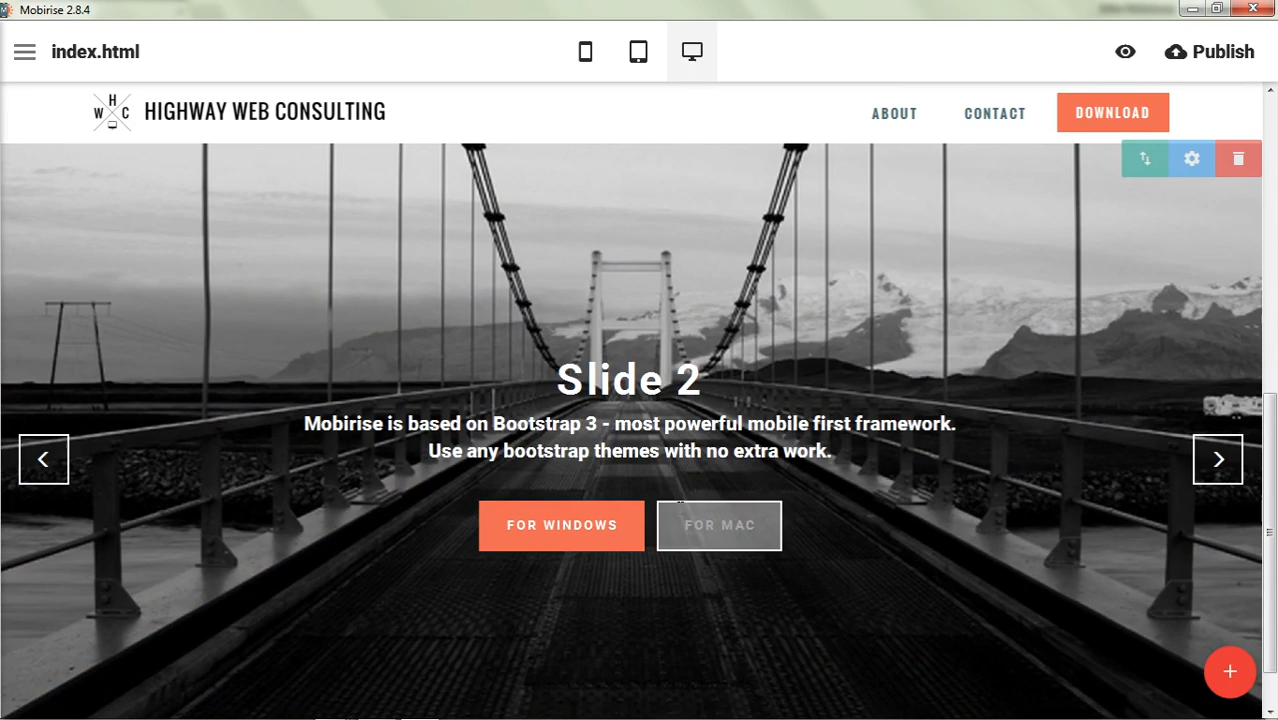 Mobirise 2.8.4
index.html
Publish
H
W C
HIGHWAY WEB CONSULTING
ABOUT
CONTACT
DOWNLOAD
Slide 2
Mobirise is based on Bootstrap 3 - most powerful mobile first framework.
Use any bootstrap themes with no extra work.
FOR WINDOWS
FOR MAC